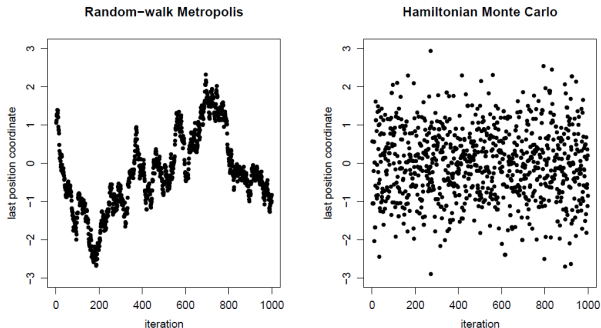 Random−walk Metropolis
last position coordinate
3
2
1
0
−1
−2
−3
0 200 400 600 800 1000
iteration
Hamiltonian Monte Carlo
last position coordinate
3
2
1
0
−1
−2
−3
0 200 400 600 800 1000
iteration